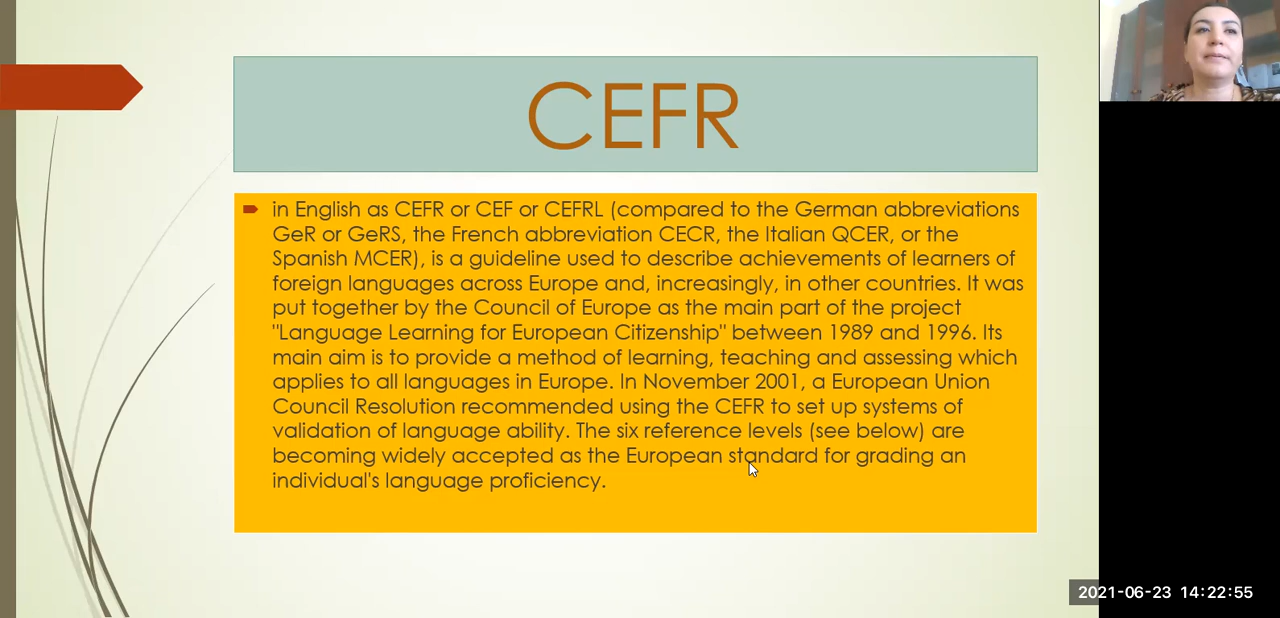 CEFR
in English as CEFR or CEF or CEFRL (compared to the German abbreviations
GeR or GeRS, the French abbreviation CECR, the Italian QCER, or the
Spanish MCER), is a guideline used to describe achievements of learners of
foreign languages across Europe and, increasingly, in other countries. It was
put together by the Council of Europe as the main part of the project
"Language Learning for European Citizenship" between 1989 and 1996. Its
main aim is to provide a method of learning, teaching and assessing which
applies to all languages in Europe. In November 2001, a European Union
Council Resolution recommended using the CEFR to set up systems of
validation of language ability. The six reference levels (see below) are
becoming widely accepted as the European standard for grading an
individual's language proficiency.
2021-06-23 14:22:55